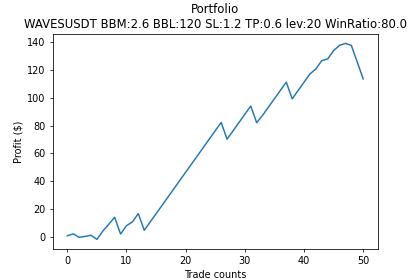 Portfolio
WAVESUSDT BBM:2.6 BBL:120 SL:1.2 TP:0.6 lev:20 WinRatio:80.0
140
120
100
80
60
40
20
0
Profit ($)
0 10 20 30 40 50
Trade counts